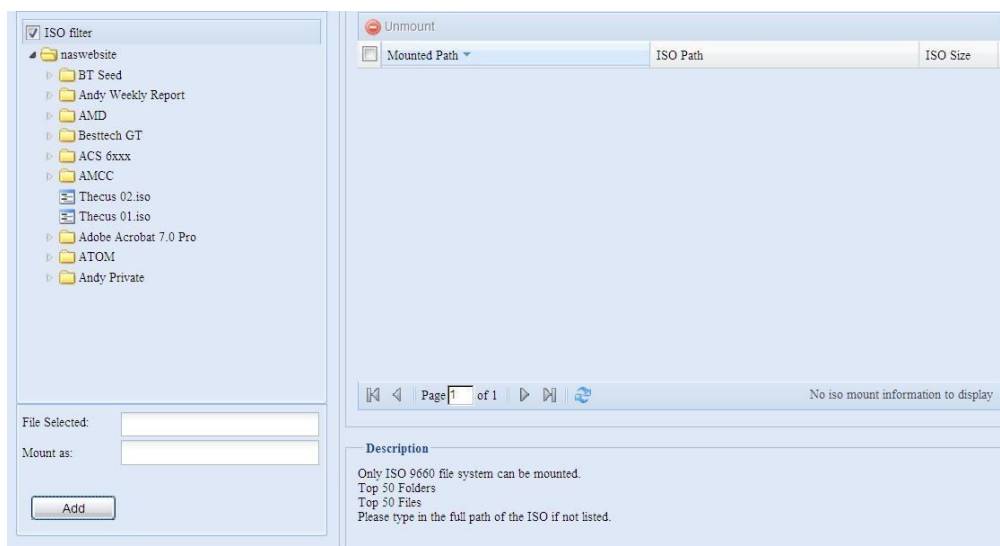 ISO filter
naswebsite
BT Seed
Andy Weekly Report
AMD
Besttech GT
ACS 6xxx
AMCC
Thecus 02.iso
Thecus 01.iso
Adobe Acrobat 7.0 Pro
ATOM
Andy Private
File Selected:
Mount as:
Add
Unmount
Mounted Path ISO Path ISO Size
Page 1 of 1 No iso mount information to display
Description
Only ISO 9660 file system can be mounted.
Top 50 Folders
Top 50 Files
Please type in the full path of the ISO if not listed.